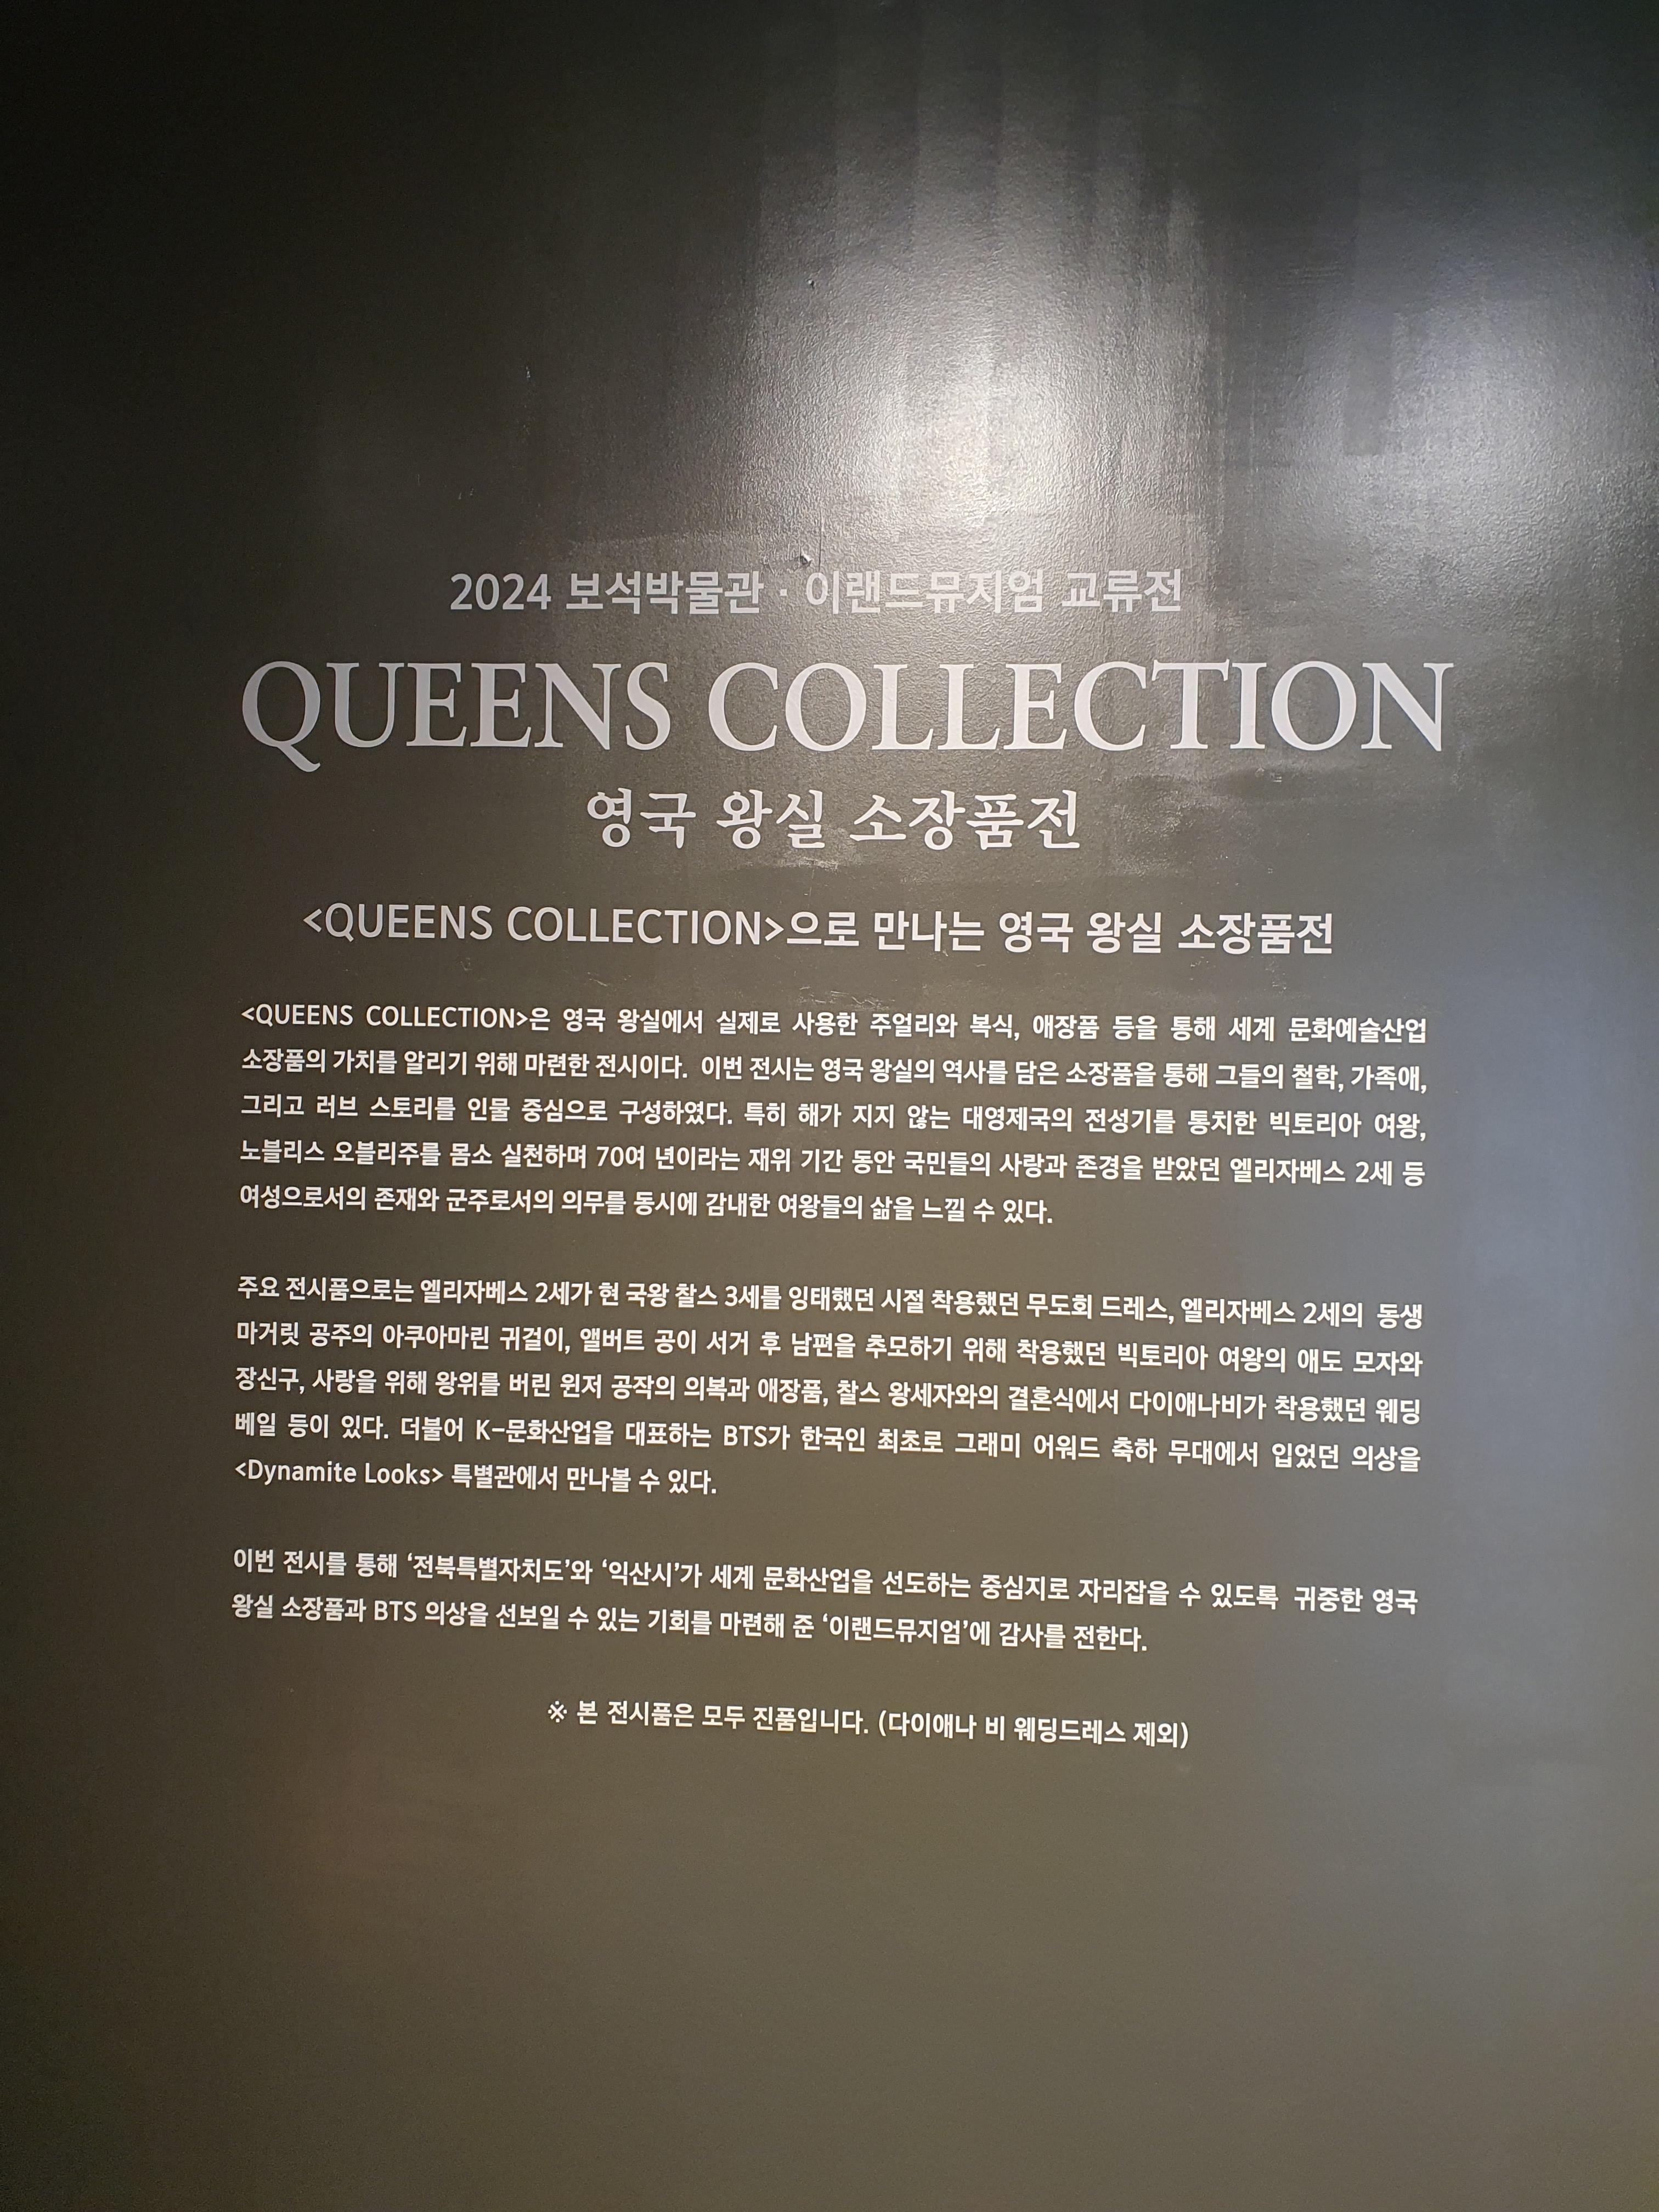 2024 보석박물관 · 이랜드뮤지엄 교류전
QUEENS COLLECTION
영국 왕실 소장품전
<QUEENS COLLECTION>으로 만나는 영국 왕실 소장품전
<QUEENS COLLECTION>은 영국 왕실에서 실제로 사용한 주얼리와 복식, 애장품 등을 통해 세계 문화예술산업
소장품의 가치를 알리기 위해 마련한 전시이다. 이번 전시는 영국 왕실의 역사를 담은 소장품을 통해 그들의 철학, 가족애,
그리고 러브 스토리를 인물 중심으로 구성하였다. 특히 해가 지지 않는 대영제국의 전성기를 통치한 빅토리아 여왕,
노블리스 오블리주를 몸소 실천하며 70여 년이라는 재위 기간 동안 국민들의 사랑과 존경을 받았던 엘리자베스 2세 등
여성으로서의 존재와 군주로서의 의무를 동시에 감내한 여왕들의 삶을 느낄 수 있다.
주요 전시품으로는 엘리자베스 2세가 현 국왕 찰스 3세를 잉태했던 시절 착용했던 무도회 드레스, 엘리자베스 2세의 동생
마거릿 공주의 아쿠아마린 귀걸이, 앨버트 공이 서거 후 남편을 추모하기 위해 착용했던 빅토리아 여왕의 애도 모자와
장신구, 사랑을 위해 왕위를 버린 윈저 공작의 의복과 애장품, 찰스 왕세자와의 결혼식에서 다이애나비가 착용했던 웨딩
베일 등이 있다. 더불어 K-문화산업을 대표하는 BTS가 한국인 최초로 그래미 어워드 축하 무대에서 입었던 의상을
<Dynamite Looks> 특별관에서 만나볼 수 있다.
이번 전시를 통해 ‘전북특별자치도’와 ‘익산시’가 세계 문화산업을 선도하는 중심지로 자리잡을 수 있도록 귀중한 영국
왕실 소장품과 BTS 의상을 선보일 수 있는 기회를 마련해 준 ‘이랜드뮤지엄’에 감사를 전한다.
※ 본 전시품은 모두 진품입니다. (다이애나 비 웨딩드레스 제외)